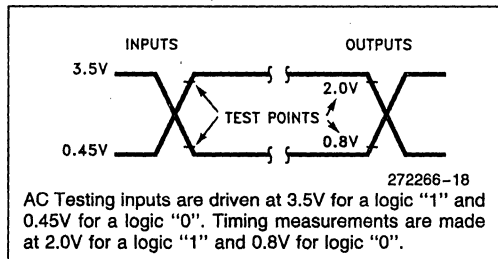 INPUTS OUTPUTS
3.5V 2.0V
TEST POINTS
0.45V 0.8V
272266-18
AC Testing inputs are driven at 3.5V for a logic "1" and
0.45V for a logic "0". Timing measurements are made
at 2.0V for a logic "1" and 0.8V for logic "0".